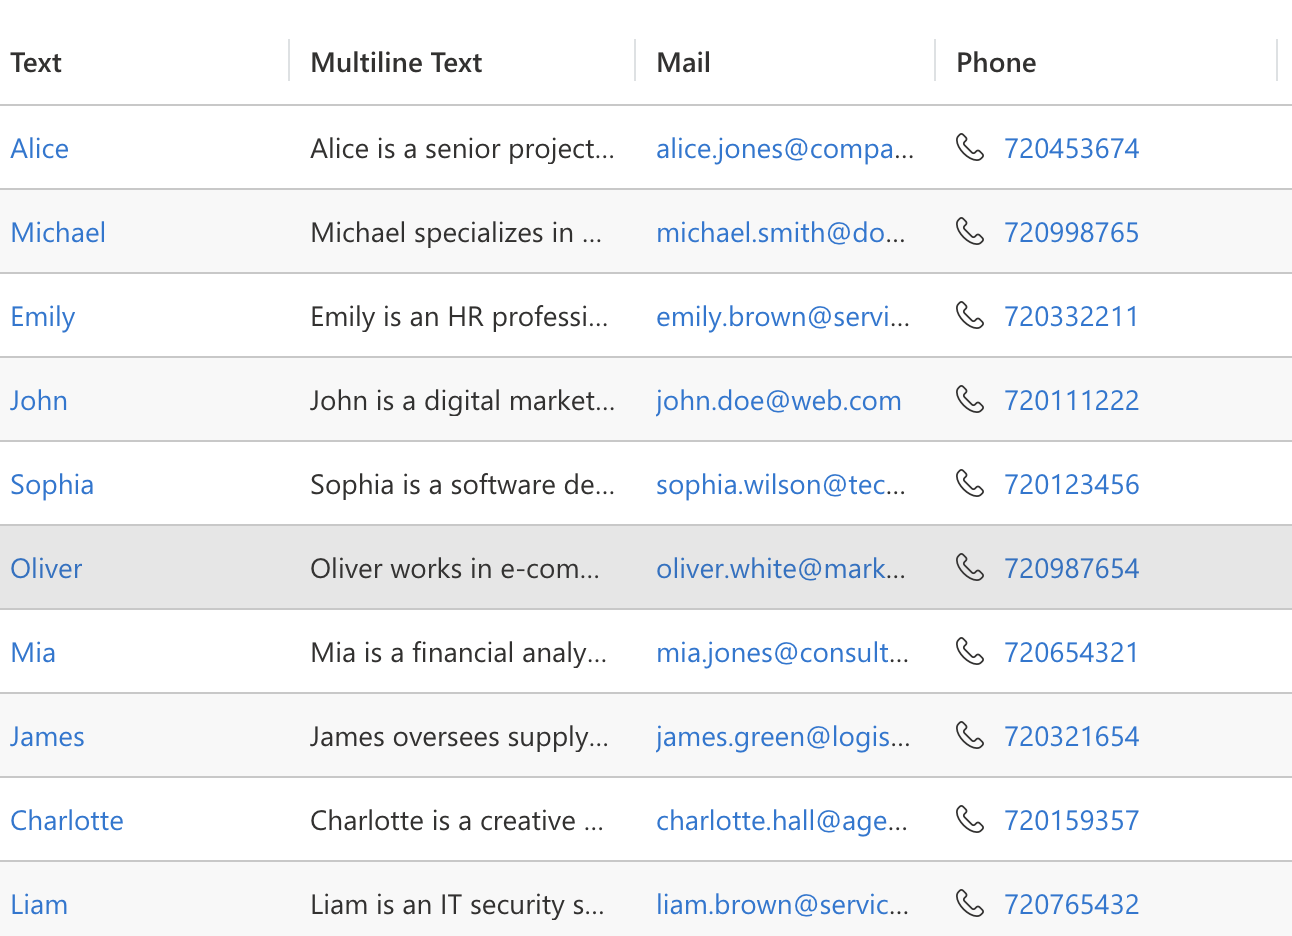 Text Multiline Text Mail Phone
Alice Alice is a senior project... alice.jones@compa... 720453674
Michael Michael specializes in ... michael.smith@do... 720998765
Emily Emily is an HR professi... emily.brown@servi... 720332211
John John is a digital market... john.doe@web.com 720111222
Sophia Sophia is a software de... sophia.wilson@tec... 720123456
Oliver Oliver works in e-com... oliver.white@mark... 720987654
Mia Mia is a financial analy... mia.jones@consult... 720654321
James James oversees supply... james.green@logis... 720321654
Charlotte Charlotte is a creative ... charlotte.hall@age... 720159357
Liam Liam is an IT security s... liam.brown@servic... 720765432